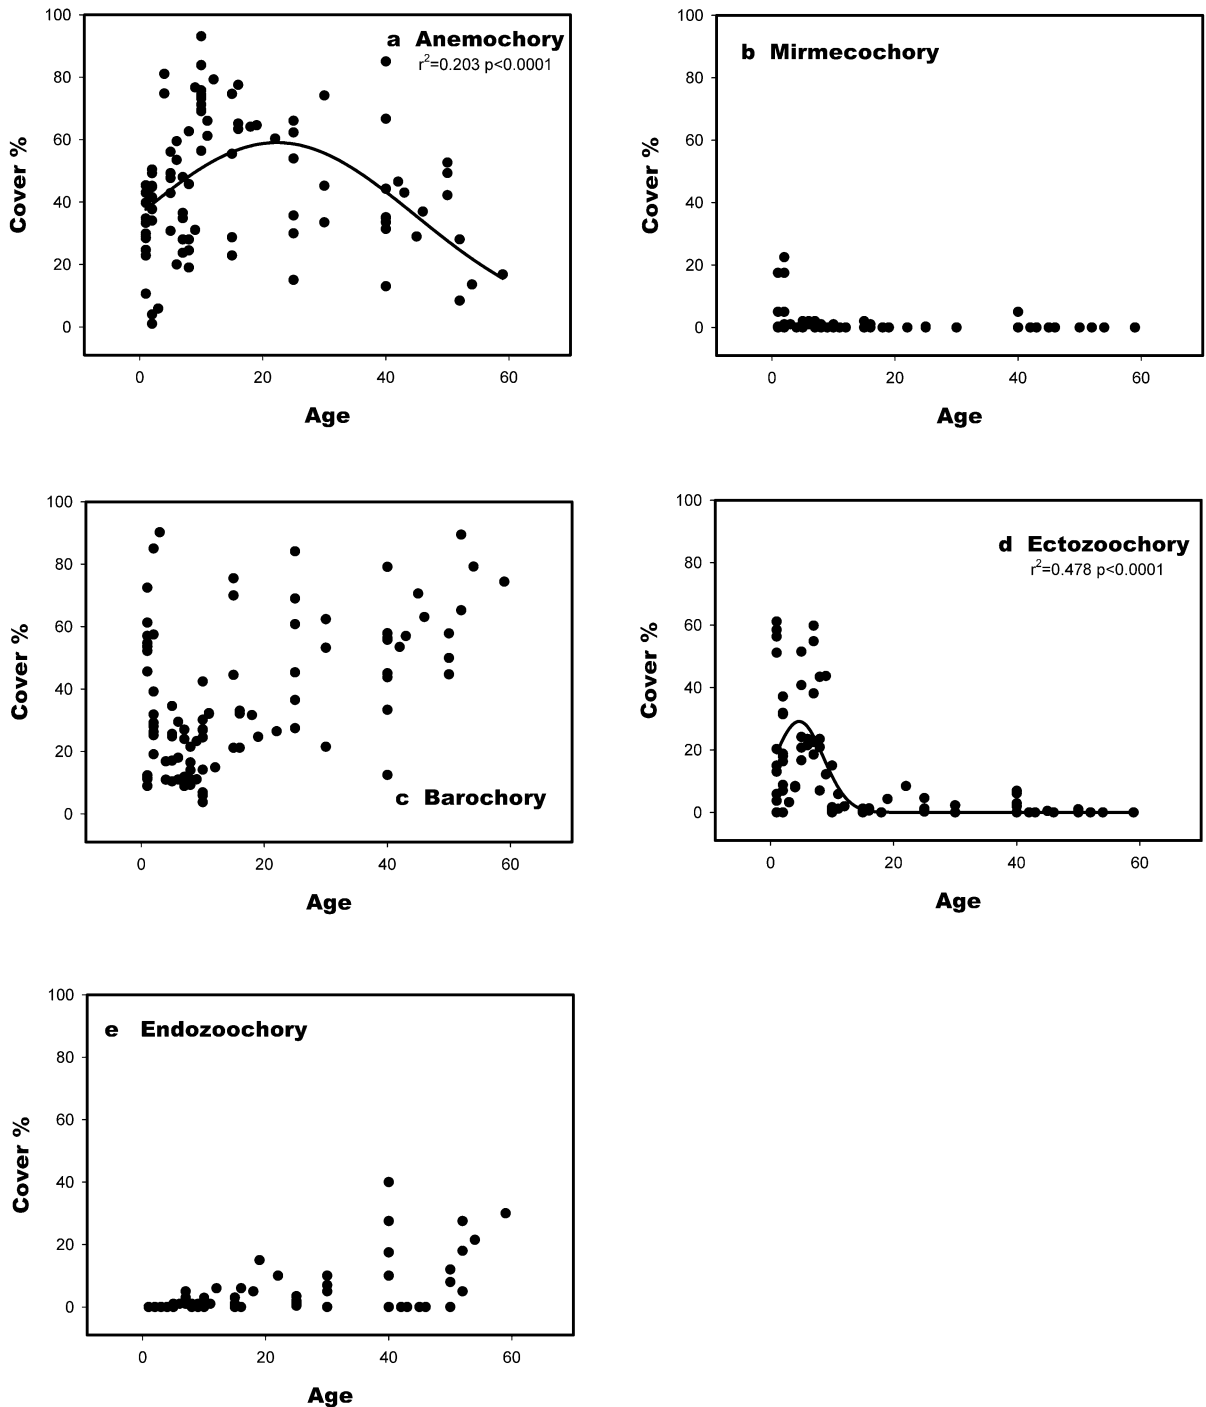 100
80
60
40
20
0
Cover %
a Anemochory
r²=0.203 p<0.0001
0 20 40 60
Age
100
80
60
40
20
0
Cover %
b Mirmecochory
0 20 40 60
Age
100
80
60
40
20
0
Cover %
c Barochory
0 20 40 60
Age
100
80
60
40
20
0
Cover %
d Ectozoochory
r²=0.478 p<0.0001
0 20 40 60
Age
100
80
60
40
20
0
Cover %
e Endozoochory
0 20 40 60
Age